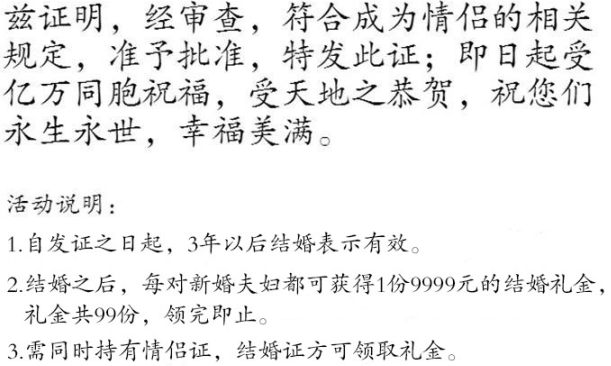 兹证明，经审查，符合成为情侣的相关
规定，准予批准，特发此证；即日起受
亿万同胞祝福，受天地之恭贺，祝您们
永生永世，幸福美满。
活动说明：
1.自发证之日起，3年以后结婚表示有效。
2.结婚之后，每对新婚夫妇都可获得1份9999元的结婚礼金，
礼金共99份，领完即止。
3.需同时持有情侣证，结婚证方可领取礼金。